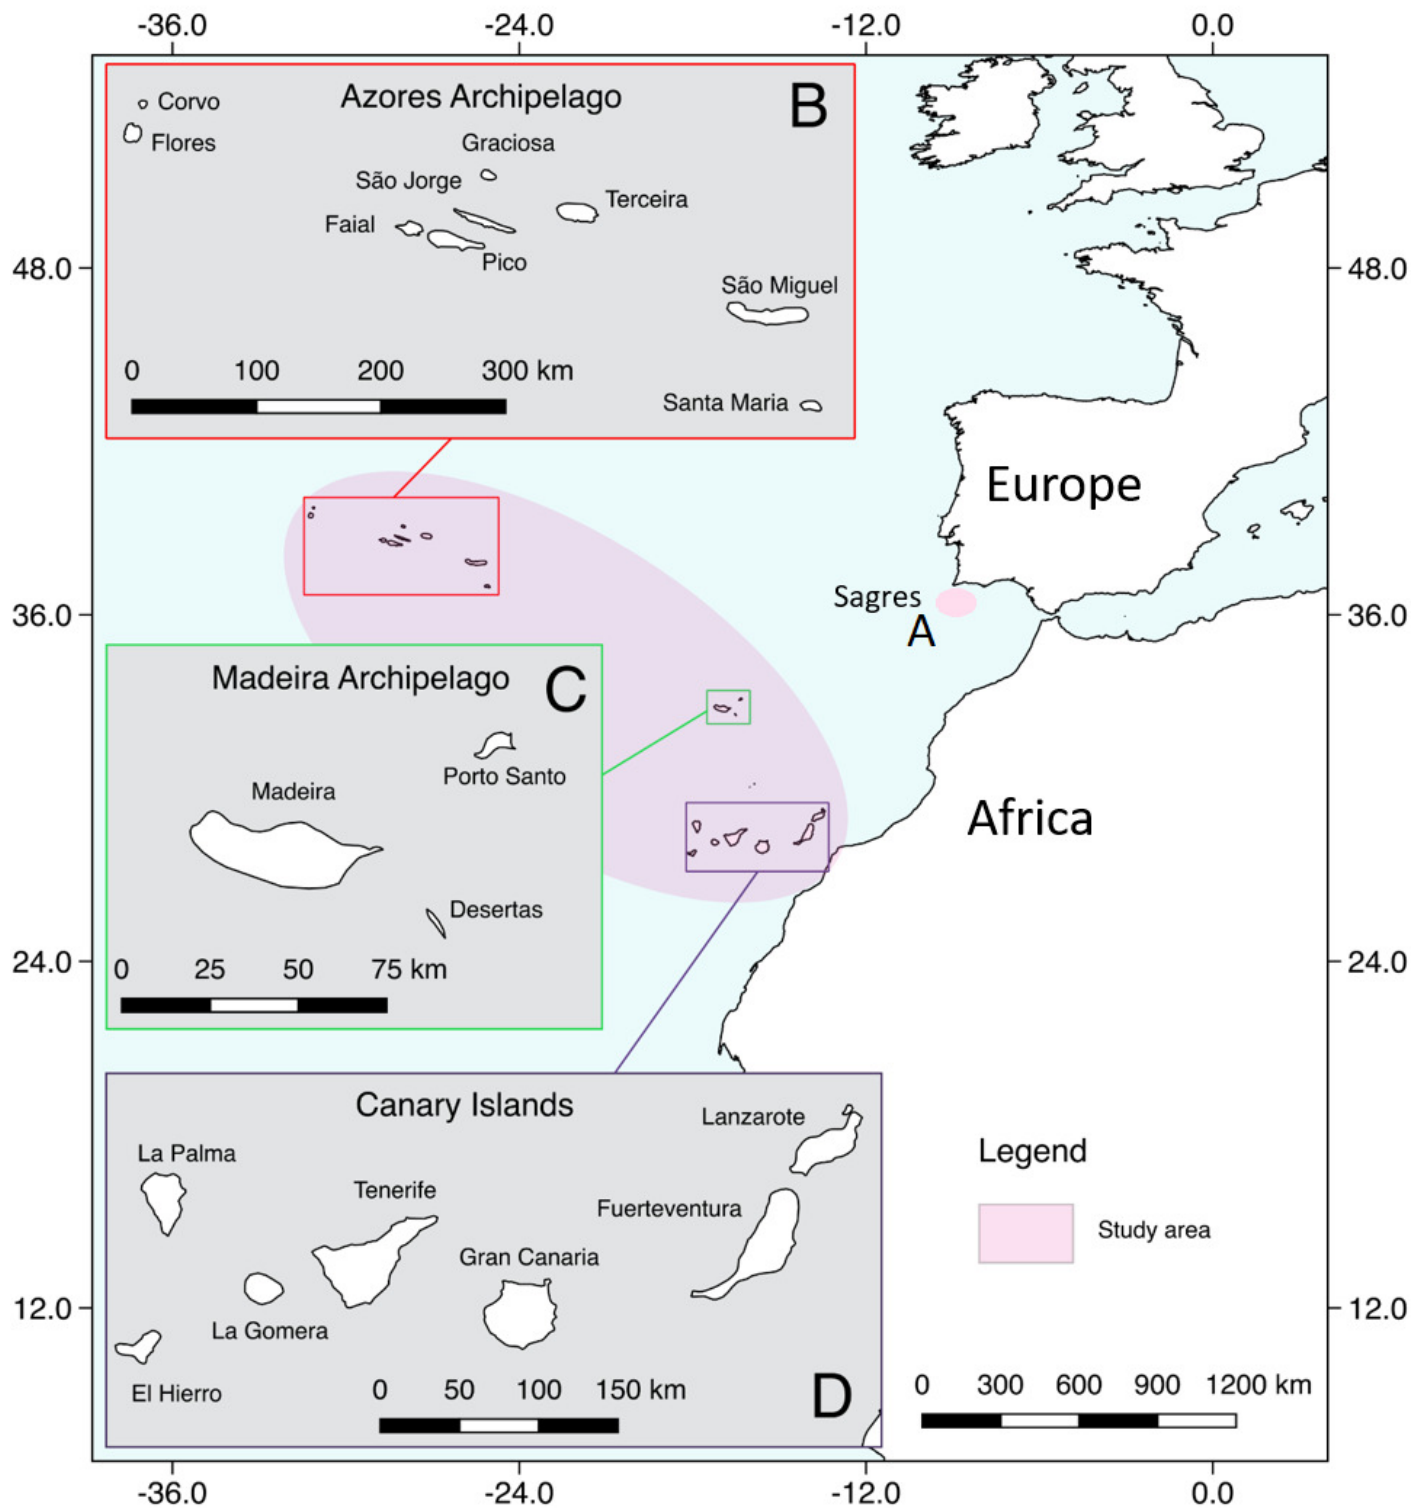 -36.0 -24.0 -12.0 0.0
Azores Archipelago B
Corvo
Flores
Graciosa
São Jorge
Terceira
Faial
Pico
48.0 48.0
São Miguel
0 100 200 300 km
Santa Maria
Europe
Sagres
A
36.0 36.0
Madeira Archipelago C
Porto Santo
Madeira
Africa
Desertas
24.0 24.0
0 25 50 75 km
Canary Islands
Lanzarote
La Palma
Tenerife
Fuerteventura
Gran Canaria
La Gomera
El Hierro
0 50 100 150 km
D
Legend
Study area
12.0 12.0
0 300 600 900 1200 km
-36.0 -24.0 -12.0 0.0